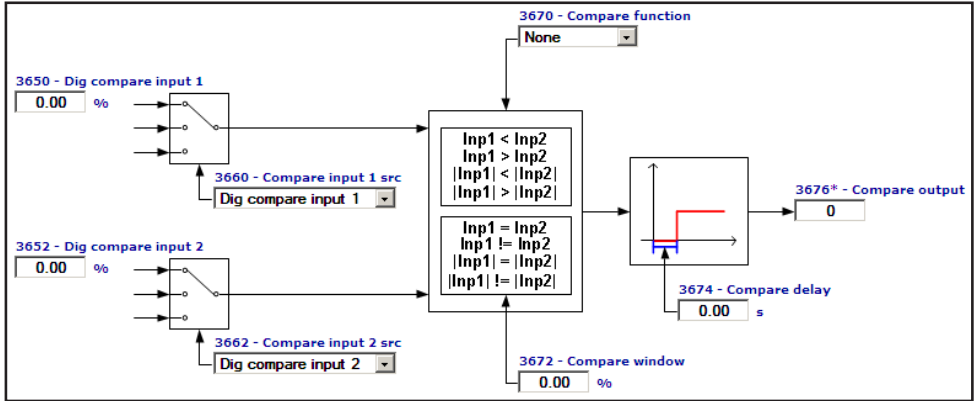 3670 - Compare function
None
3650 - Dig compare input 1
0.00 %
Inp1 < Inp2
Inp1 > Inp2
|Inp1| < |Inp2|
|Inp1| > |Inp2|
3660 - Compare input 1 src
Dig compare input 1
3676* - Compare output
0
Inp1 = Inp2
Inp1 != Inp2
|Inp1| = |Inp2|
|Inp1| != |Inp2|
3652 - Dig compare input 2
0.00 %
3674 - Compare delay
0.00 s
3662 - Compare input 2 src
Dig compare input 2
3672 - Compare window
0.00 %